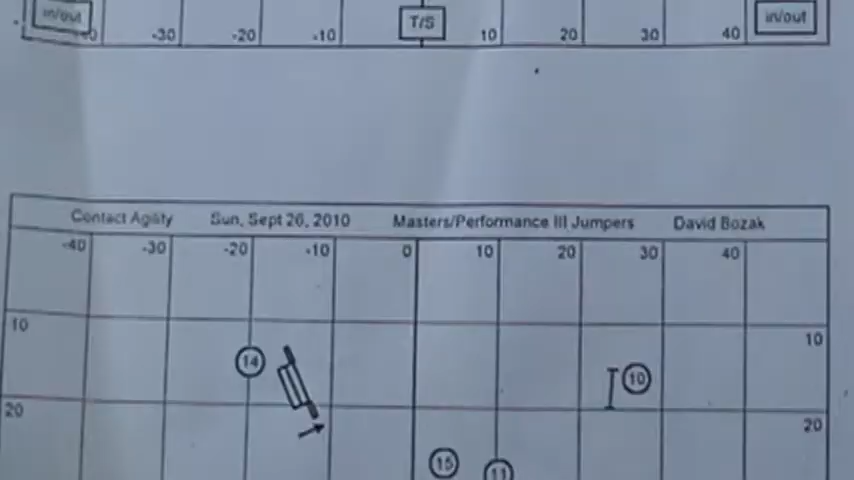 in/out T/S in/out
-30 -20 -10 10 20 30 40
Contact Agility Sun, Sept 26, 2010 Masters/Performance III Jumpers David Bozak
-40 -30 -20 -10 0 10 20 30 40
10 10
14 10
20 20
15 11